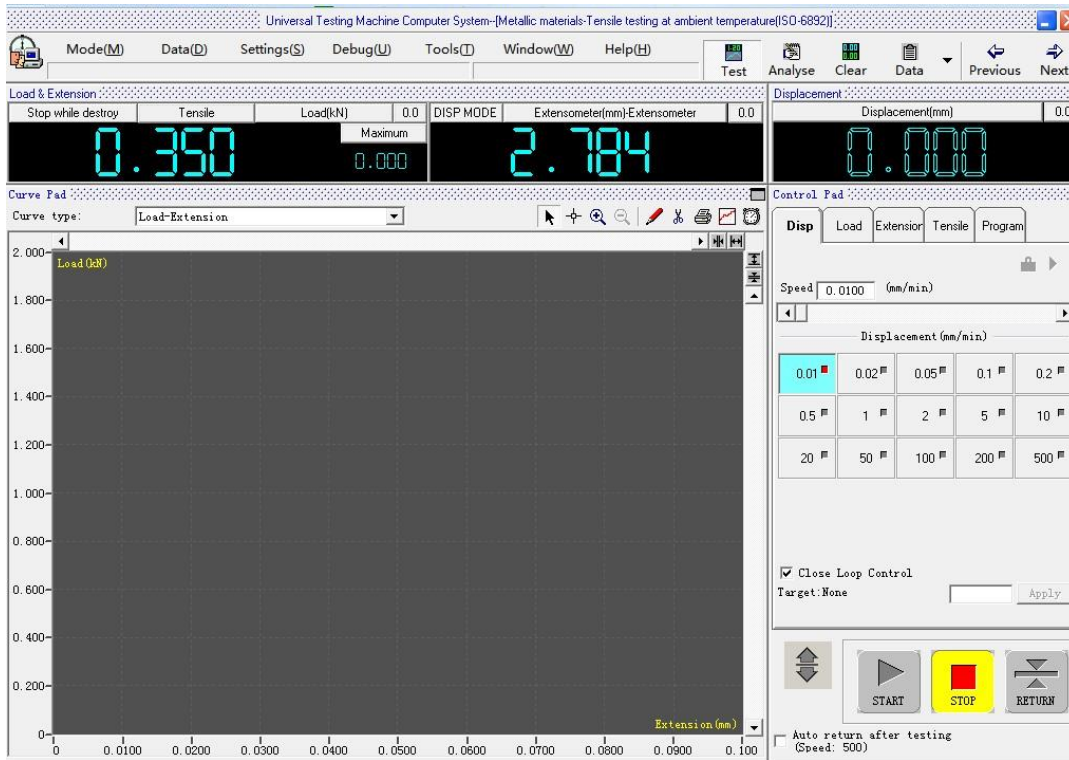 Universal Testing Machine Computer System--[Metallic materials-Tensile testing at ambient temperature(ISO-6892)]
Mode(M) Data(D) Settings(S) Debug(U) Tools(T) Window(W) Help(H)
Test Analyse Clear Data Previous Next
Load & Extension
Displacement
Stop while destroy Tensile Load(kN) 0.0 DISP MODE Extensometer(mm)-Extensometer 0.0
Displacement(mm) 0.0
Maximum
0.350 0.000 2.784 0.000
Curve Pad
Control Pad
Curve type: Load-Extension
Disp Load Extension Tensile Program
Load(kN)
2.000
1.800
1.600
1.400
1.200
1.000
0.800
0.600
0.400
0.200
0
Extension(mm)
0 0.0100 0.0200 0.0300 0.0400 0.0500 0.0600 0.0700 0.0800 0.0900 0.100
Speed 0.0100 (mm/min)
Displacement(mm/min)
0.01 0.02 0.05 0.1 0.2
0.5 1 2 5 10
20 50 100 200 500
Close Loop Control
Target:None Apply
START STOP RETURN
Auto return after testing
(Speed: 500)